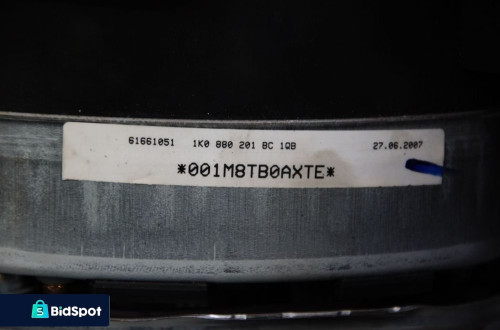 61661051 1K0 880 201 BC 1QB 27.06.2007
*001M8TB0AXTE*
S BidSpot